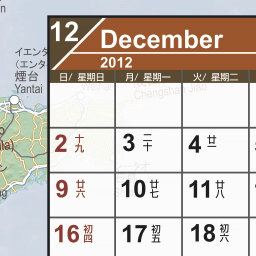 12
December
2012
日/ 星期日 月/ 星期一 火/ 星期二
イエンタ
(エンタ
煙台
Yantai
Changshan Jiao
2 十九 3 二十 4 廿一
9 廿六 10 廿七 11 廿八
16 初四 17 初五 18 初六